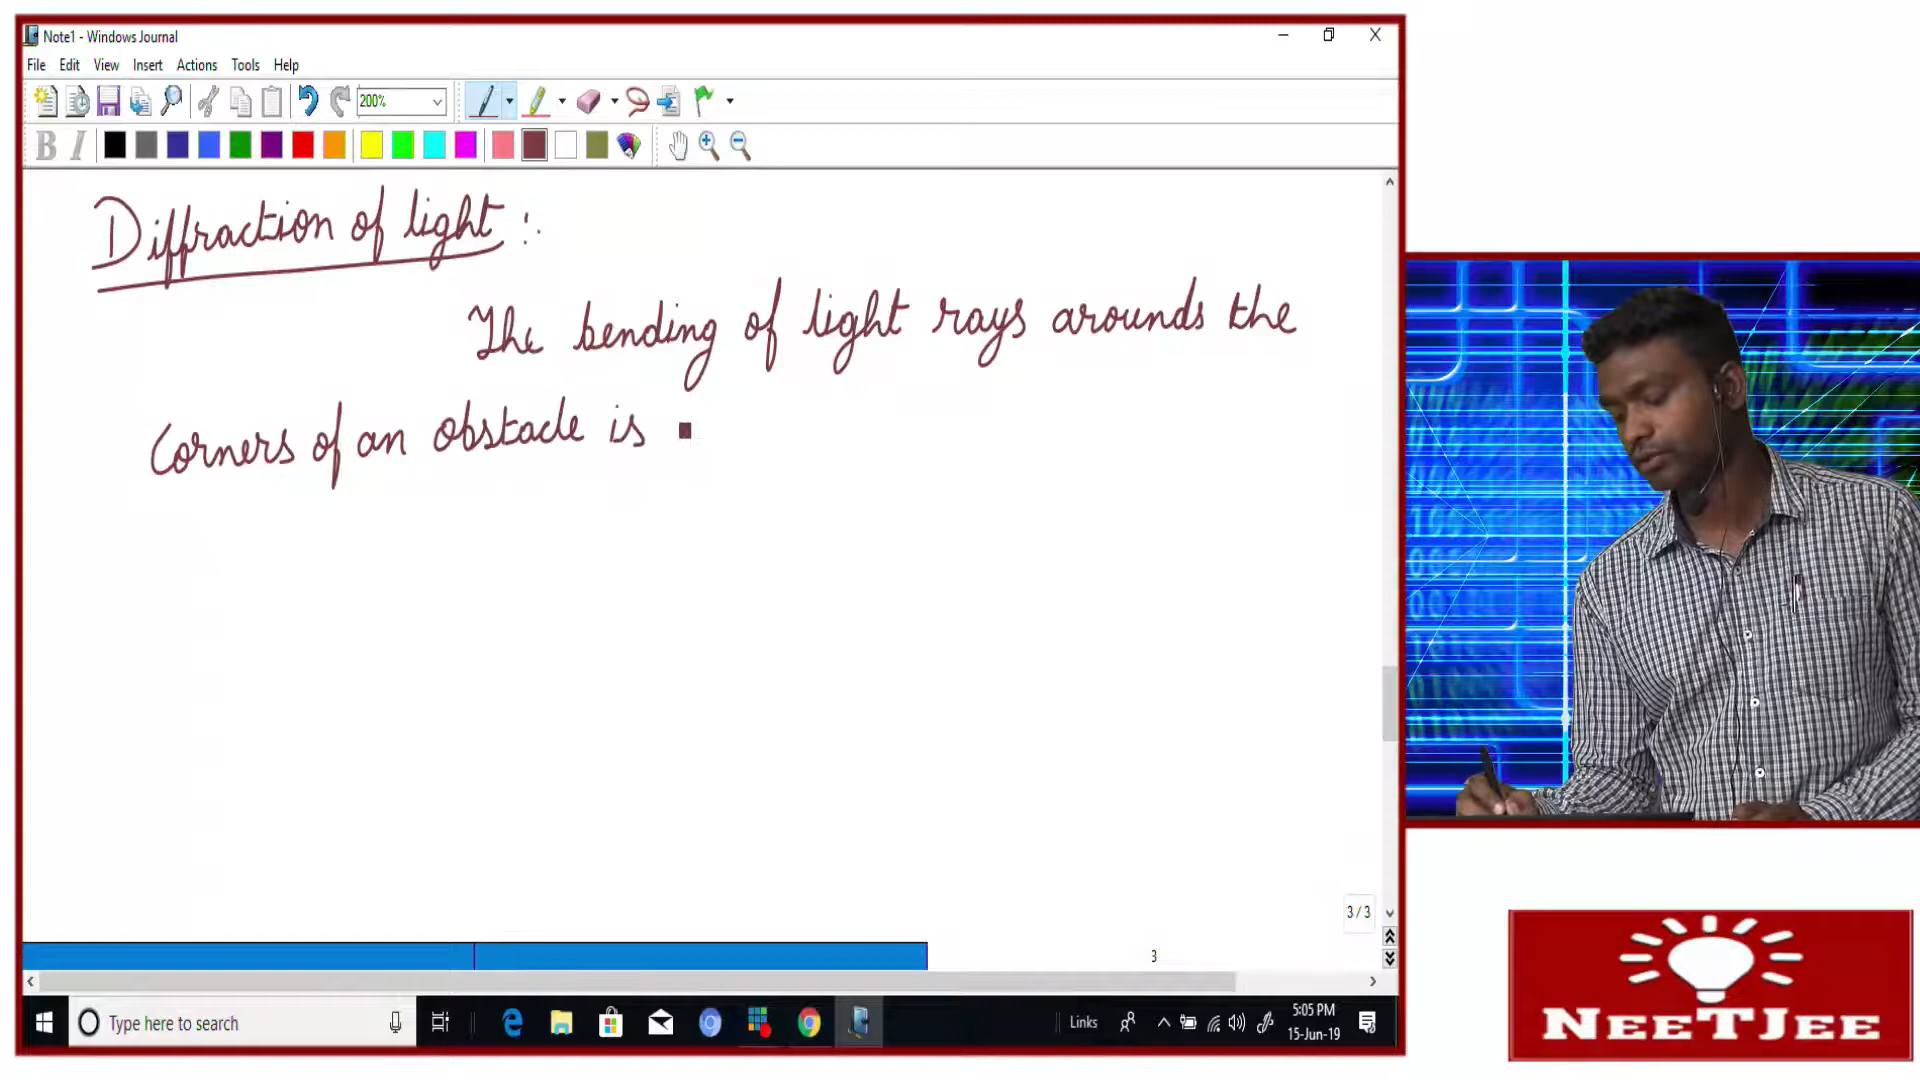 Note1 - Windows Journal
File Edit View Insert Actions Tools Help
200%
B I
Diffraction of light :-
The bending of light rays arounds the
Corners of an obstacle is
3 / 3
3
Type here to search
Links
5:05 PM
15-Jun-19
NEETJEE